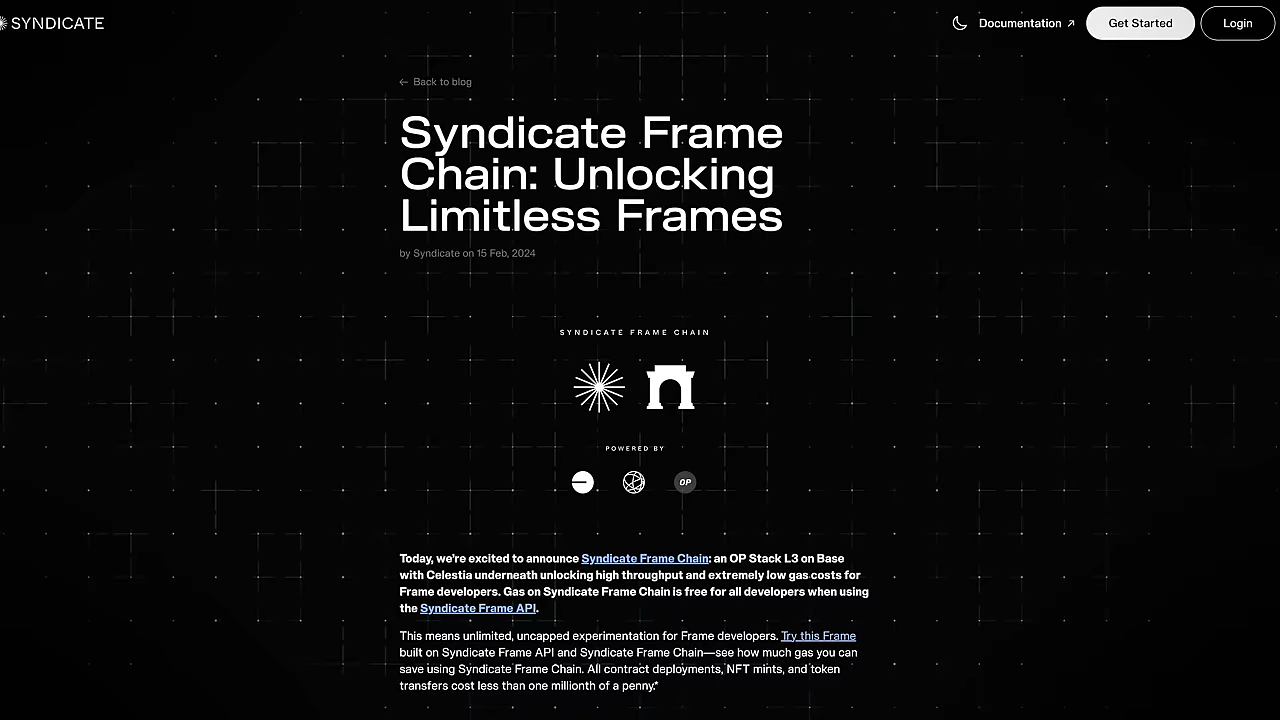 SYNDICATE
Documentation ↗
Get Started
Login
← Back to blog
Syndicate Frame
Chain: Unlocking
Limitless Frames
by Syndicate on 15 Feb, 2024
SYNDICATE FRAME CHAIN
POWERED BY
OP
Today, we're excited to announce Syndicate Frame Chain: an OP Stack L3 on Base
with Celestia underneath unlocking high throughput and extremely low gas costs for
Frame developers. Gas on Syndicate Frame Chain is free for all developers when using
the Syndicate Frame API.
This means unlimited, uncapped experimentation for Frame developers. Try this Frame
built on Syndicate Frame API and Syndicate Frame Chain—see how much gas you can
save using Syndicate Frame Chain. All contract deployments, NFT mints, and token
transfers cost less than one millionth of a penny.*